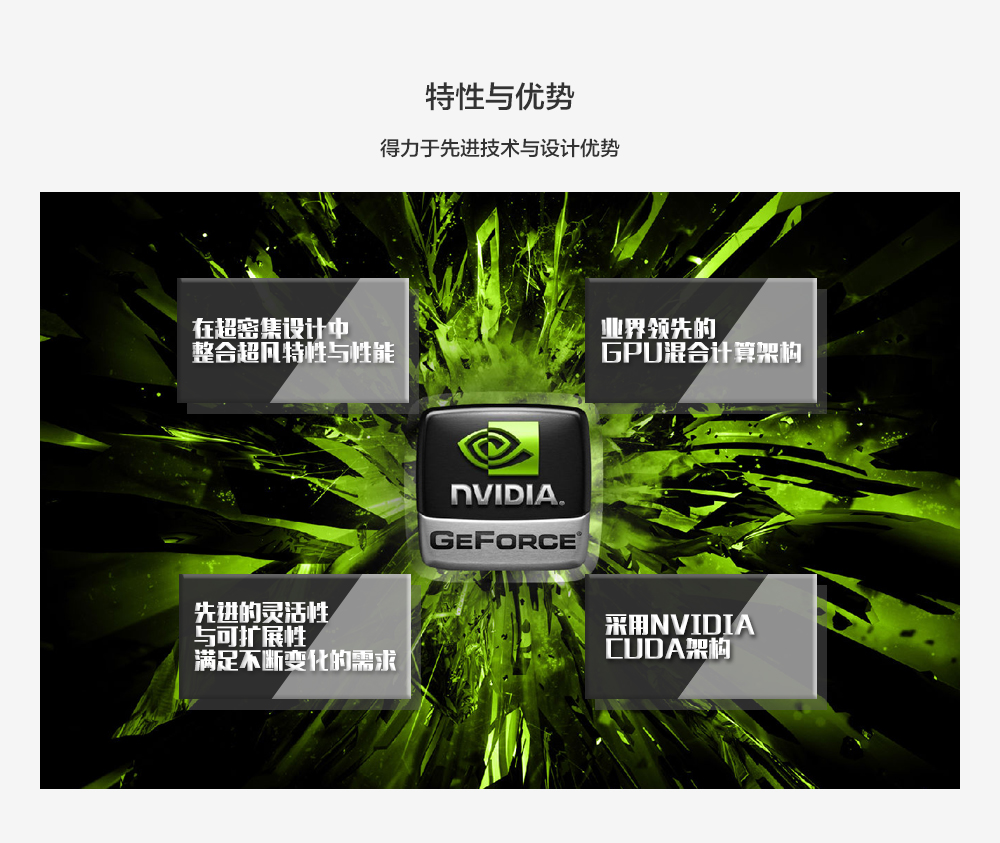 特性与优势
得力于先进技术与设计优势
在超密集设计中
整合超凡特性与性能
业界领先的
GPU混合计算架构
NVIDIA.
GEFORCE®
先进的灵活性
与可扩展性
满足不断变化的需求
采用NVIDIA
CUDA架构